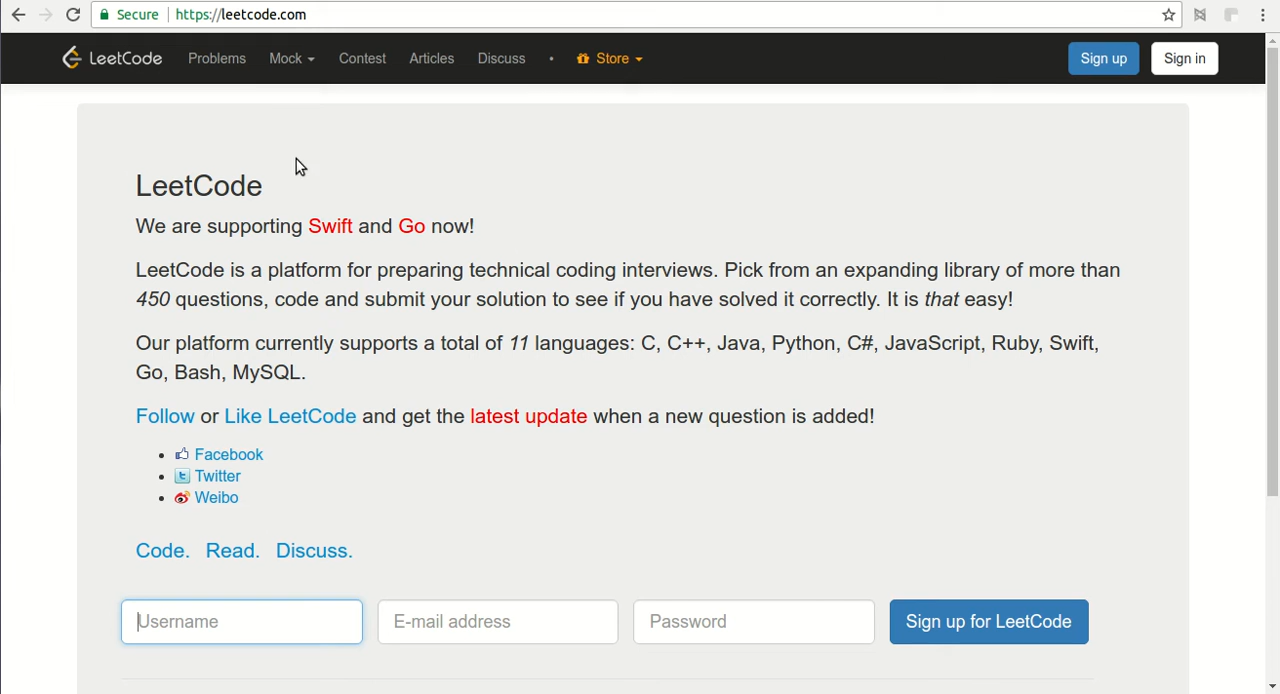 Secure | https://leetcode.com
LeetCode Problems Mock Contest Articles Discuss • Store Sign up Sign in
LeetCode
We are supporting Swift and Go now!
LeetCode is a platform for preparing technical coding interviews. Pick from an expanding library of more than
450 questions, code and submit your solution to see if you have solved it correctly. It is that easy!
Our platform currently supports a total of 11 languages: C, C++, Java, Python, C#, JavaScript, Ruby, Swift,
Go, Bash, MySQL.
Follow or Like LeetCode and get the latest update when a new question is added!
• Facebook
• Twitter
• Weibo
Code. Read. Discuss.
Username E-mail address Password Sign up for LeetCode